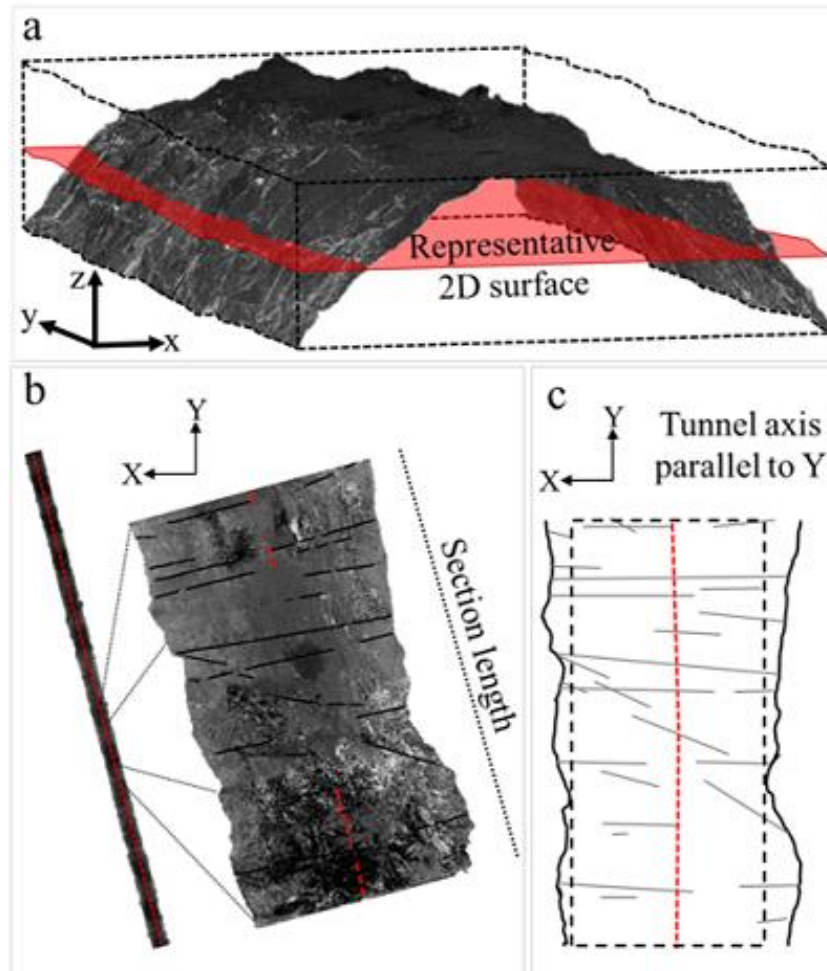 a
Representative
2D surface
z
y
x
b
Y
X
Section length
c
Y
X
Tunnel axis
parallel to Y